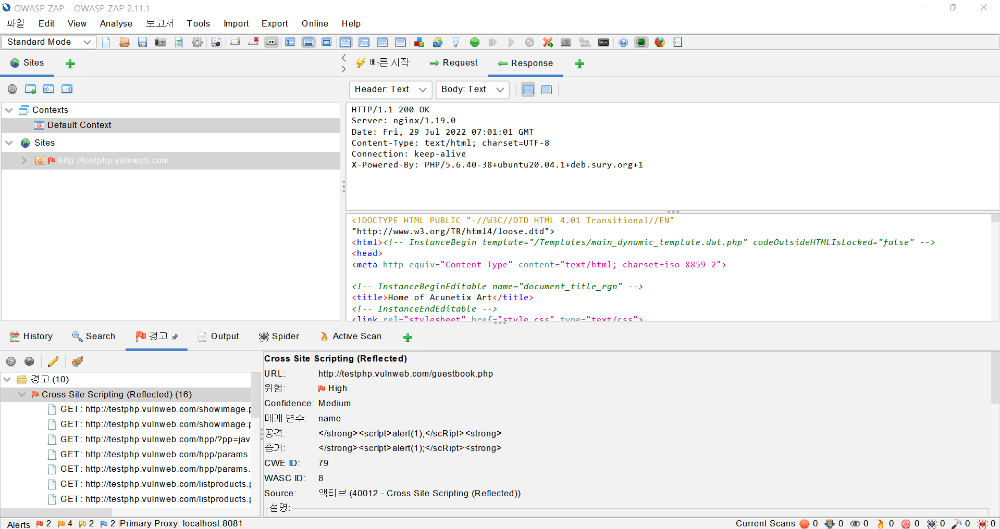 OWASP ZAP - OWASP ZAP 2.11.1
파일 Edit View Analyse 보고서 Tools Import Export Online Help
Standard Mode
Sites
빠른 시작 Request Response
Header: Text Body: Text
Contexts
Default Context
Sites
http://testphp.vulnweb.com
HTTP/1.1 200 OK
Server: nginx/1.19.0
Date: Fri, 29 Jul 2022 07:01:01 GMT
Content-Type: text/html; charset=UTF-8
Connection: keep-alive
X-Powered-By: PHP/5.6.40-38+ubuntu20.04.1+deb.sury.org+1
<!DOCTYPE HTML PUBLIC "-//W3C//DTD HTML 4.01 Transitional//EN"
"http://www.w3.org/TR/html4/loose.dtd">
<html><!-- InstanceBegin template="/Templates/main_dynamic_template.dwt.php" codeOutsideHTMLIsLocked="false" -->
<head>
<meta http-equiv="Content-Type" content="text/html; charset=iso-8859-2">
<!-- InstanceBeginEditable name="document_title_rgn" -->
<title>Home of Acunetix Art</title>
<!-- InstanceEndEditable -->
<link rel="stylesheet" href="style.css" type="text/css">
History Search 경고 Output Spider Active Scan
경고 (10)
Cross Site Scripting (Reflected) (16)
GET: http://testphp.vulnweb.com/showimage.p
GET: http://testphp.vulnweb.com/showimage.p
GET: http://testphp.vulnweb.com/hpp/?pp=jav
GET: http://testphp.vulnweb.com/hpp/params.
GET: http://testphp.vulnweb.com/hpp/params.
GET: http://testphp.vulnweb.com/listproducts.p
GET: http://testphp.vulnweb.com/listproducts.p
Cross Site Scripting (Reflected)
URL: http://testphp.vulnweb.com/guestbook.php
위험: High
Confidence: Medium
매개 변수: name
공격: </strong><scrIpt>alert(1);</scRipt><strong>
증거: </strong><scrIpt>alert(1);</scRipt><strong>
CWE ID: 79
WASC ID: 8
Source: 액티브 (40012 - Cross Site Scripting (Reflected))
설명:
Alerts 2 4 2 2 Primary Proxy: localhost:8081 Current Scans 0 0 0 0 0 0 0 0